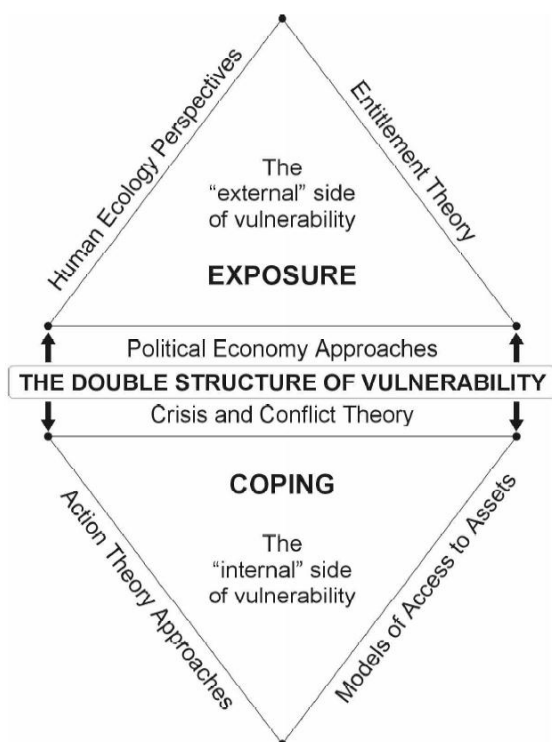 Human Ecology Perspectives
Entitlement Theory
The
“external” side
of vulnerability
EXPOSURE
Political Economy Approaches
THE DOUBLE STRUCTURE OF VULNERABILITY
Crisis and Conflict Theory
COPING
The
“internal” side
of vulnerability
Action Theory Approaches
Models of Access to Assets